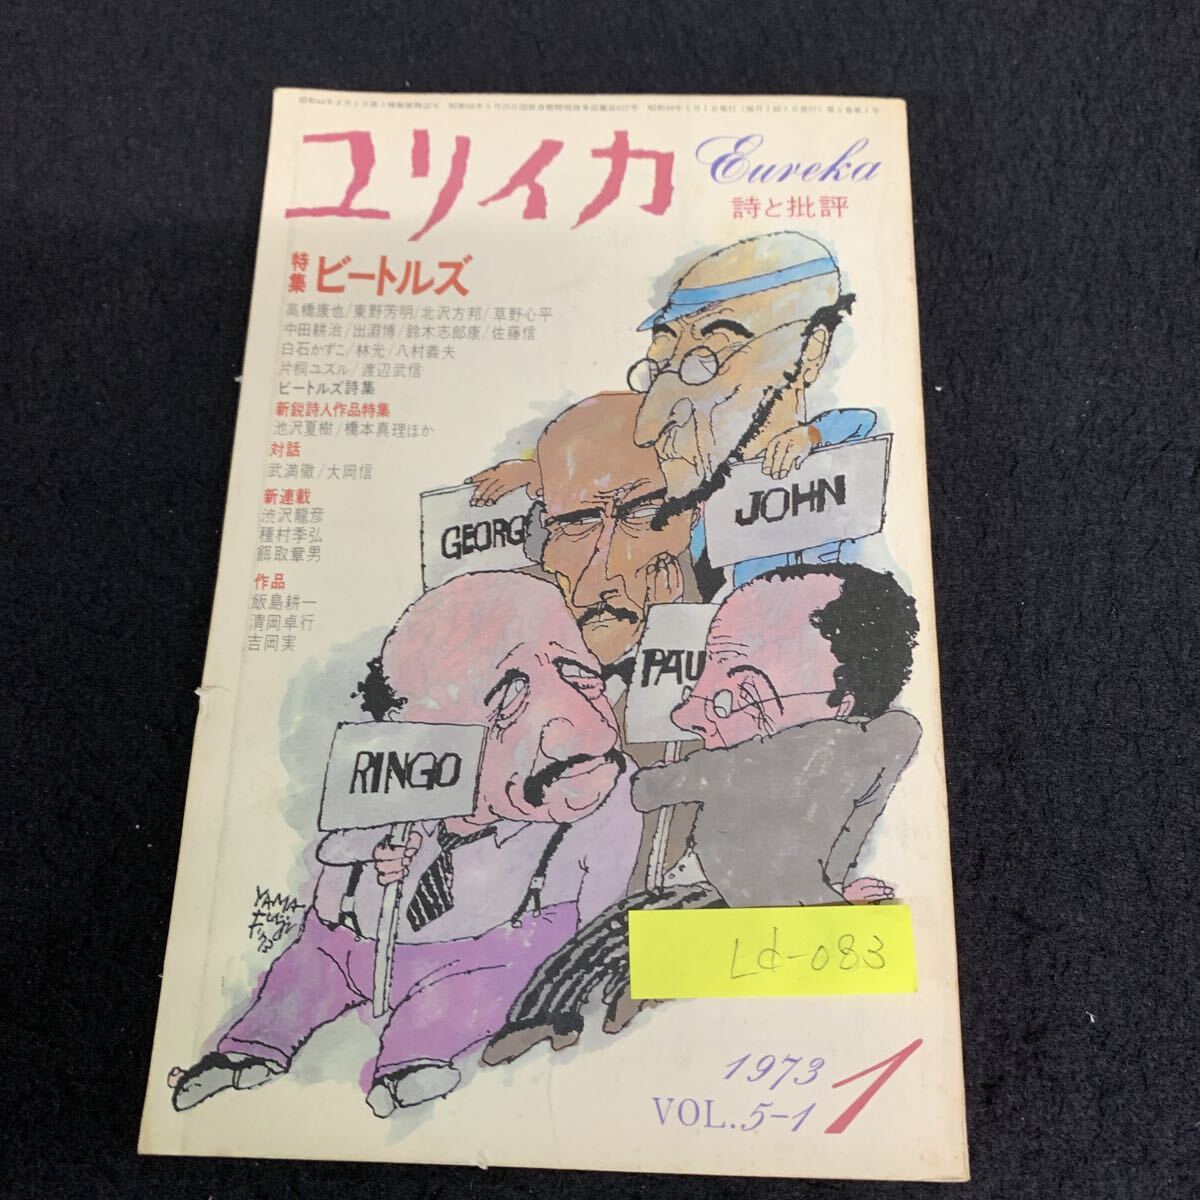 ユリイカ
Eureka
詩と批評
特集 ビートルズ
高橋康也/東野芳明/北沢方邦/草野心平
中田耕治/出淵博/鈴木志郎康/佐藤信
白石かずこ/林光/八村義夫
片桐ユズル/渡辺武信
ビートルズ詩集
新鋭詩人作品特集
池沢夏樹/橋本真理ほか
対話
武満徹/大岡信
新連載
渋沢龍彦
種村季弘
餌取章男
作品
飯島耕一
清岡卓行
吉岡実
JOHN
GEORG
PAU
RINGO
YAMA-
FUJI
Ld-083
1973
VOL.5-1
1